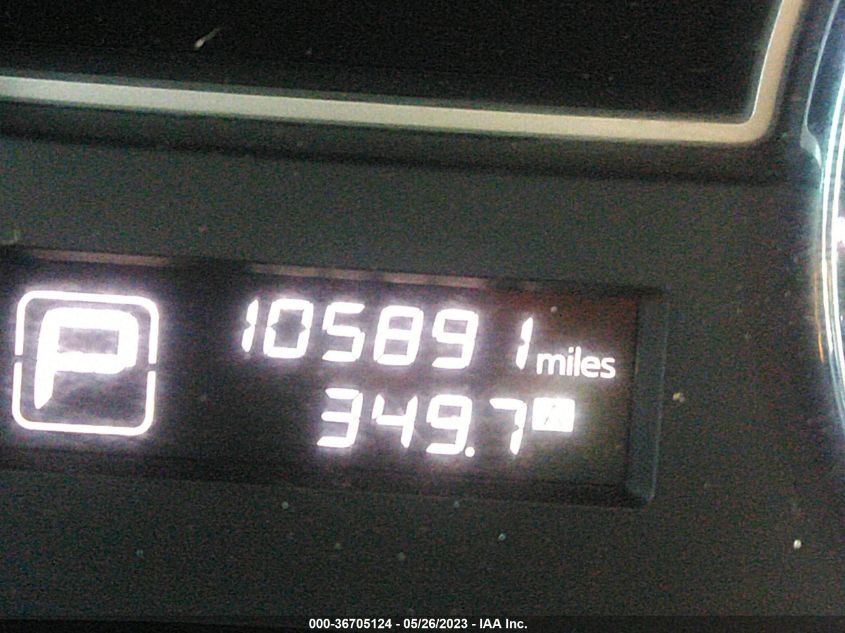 P
105891 miles
349.7 A
000-36705124 - 05/26/2023 - IAA Inc.